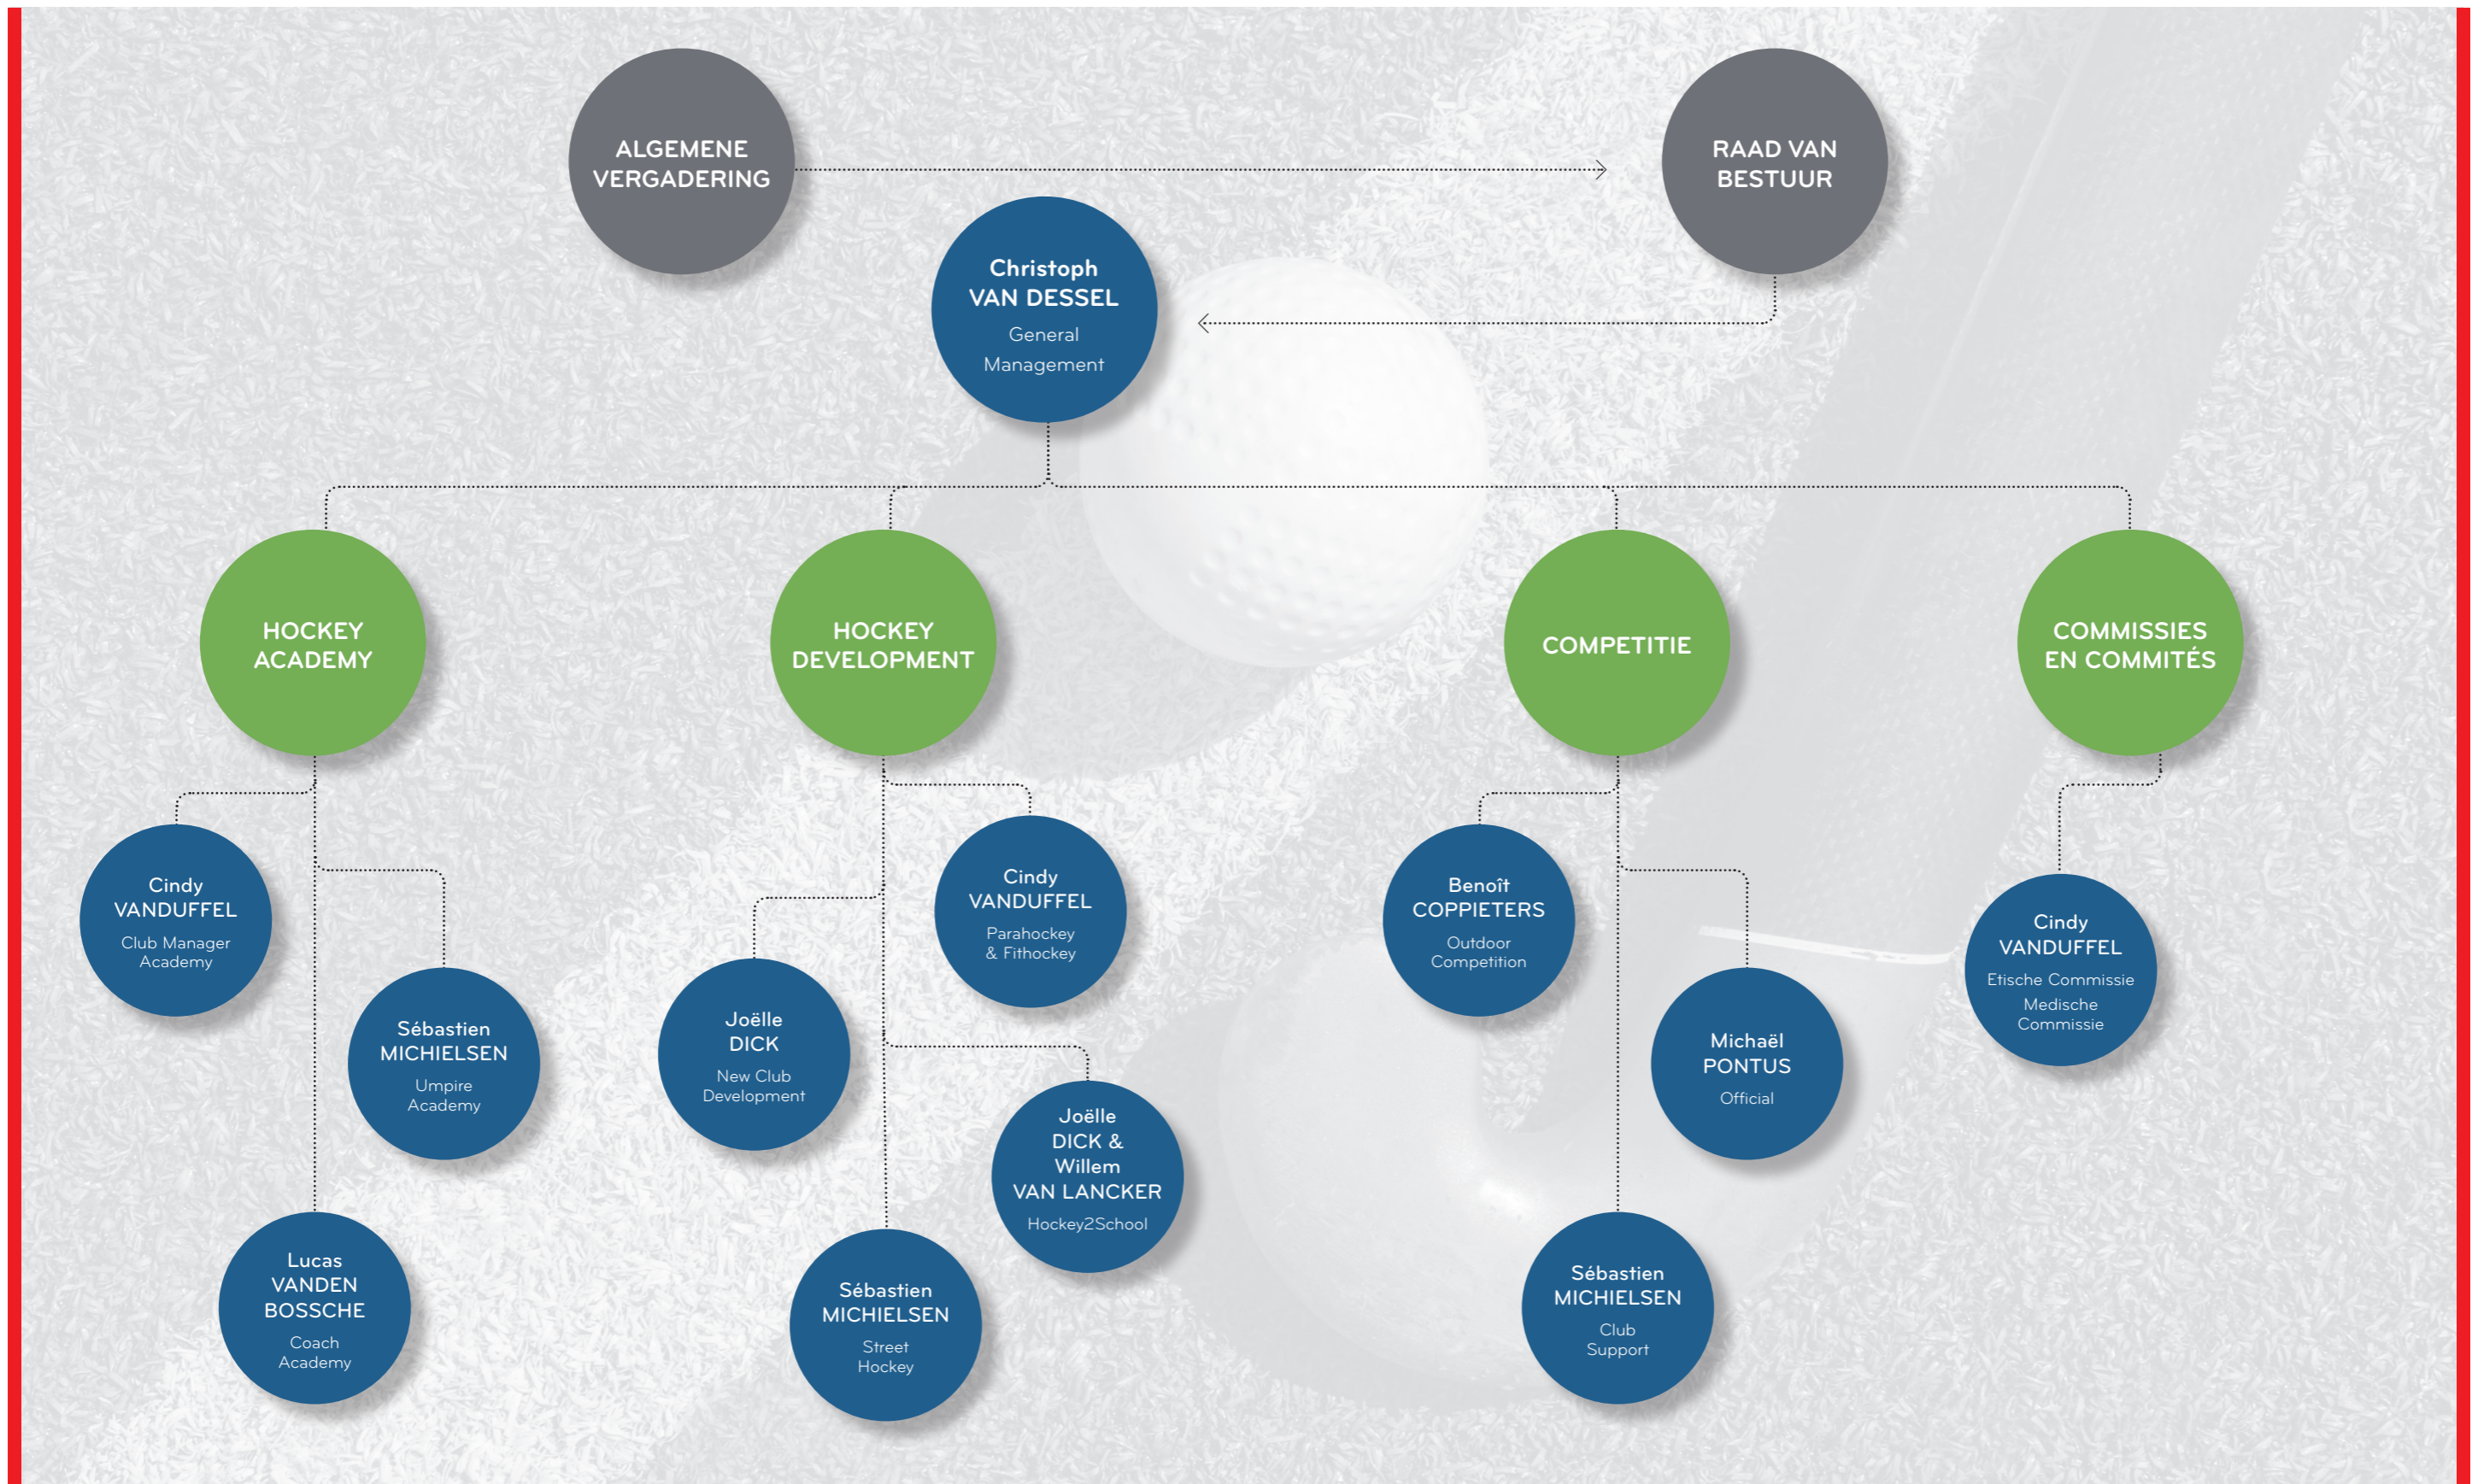 ALGEMENE
VERGADERING
RAAD VAN
BESTUUR
Christoph
VAN DESSEL
General
Management
HOCKEY
ACADEMY
HOCKEY
DEVELOPMENT
COMPETITIE
COMMISSIES
EN COMMITÉS
Cindy
VANDUFFEL
Club Manager
Academy
Sébastien
MICHIELSEN
Umpire
Academy
Lucas
VANDEN
BOSSCHE
Coach
Academy
Cindy
VANDUFFEL
Parahockey
& Fithockey
Joëlle
DICK
New Club
Development
Joëlle
DICK &
Willem
VAN LANCKER
Hockey2School
Sébastien
MICHIELSEN
Street
Hockey
Benoît
COPPIETERS
Outdoor
Competition
Michaël
PONTUS
Official
Sébastien
MICHIELSEN
Club
Support
Cindy
VANDUFFEL
Etische Commissie
Medische
Commissie